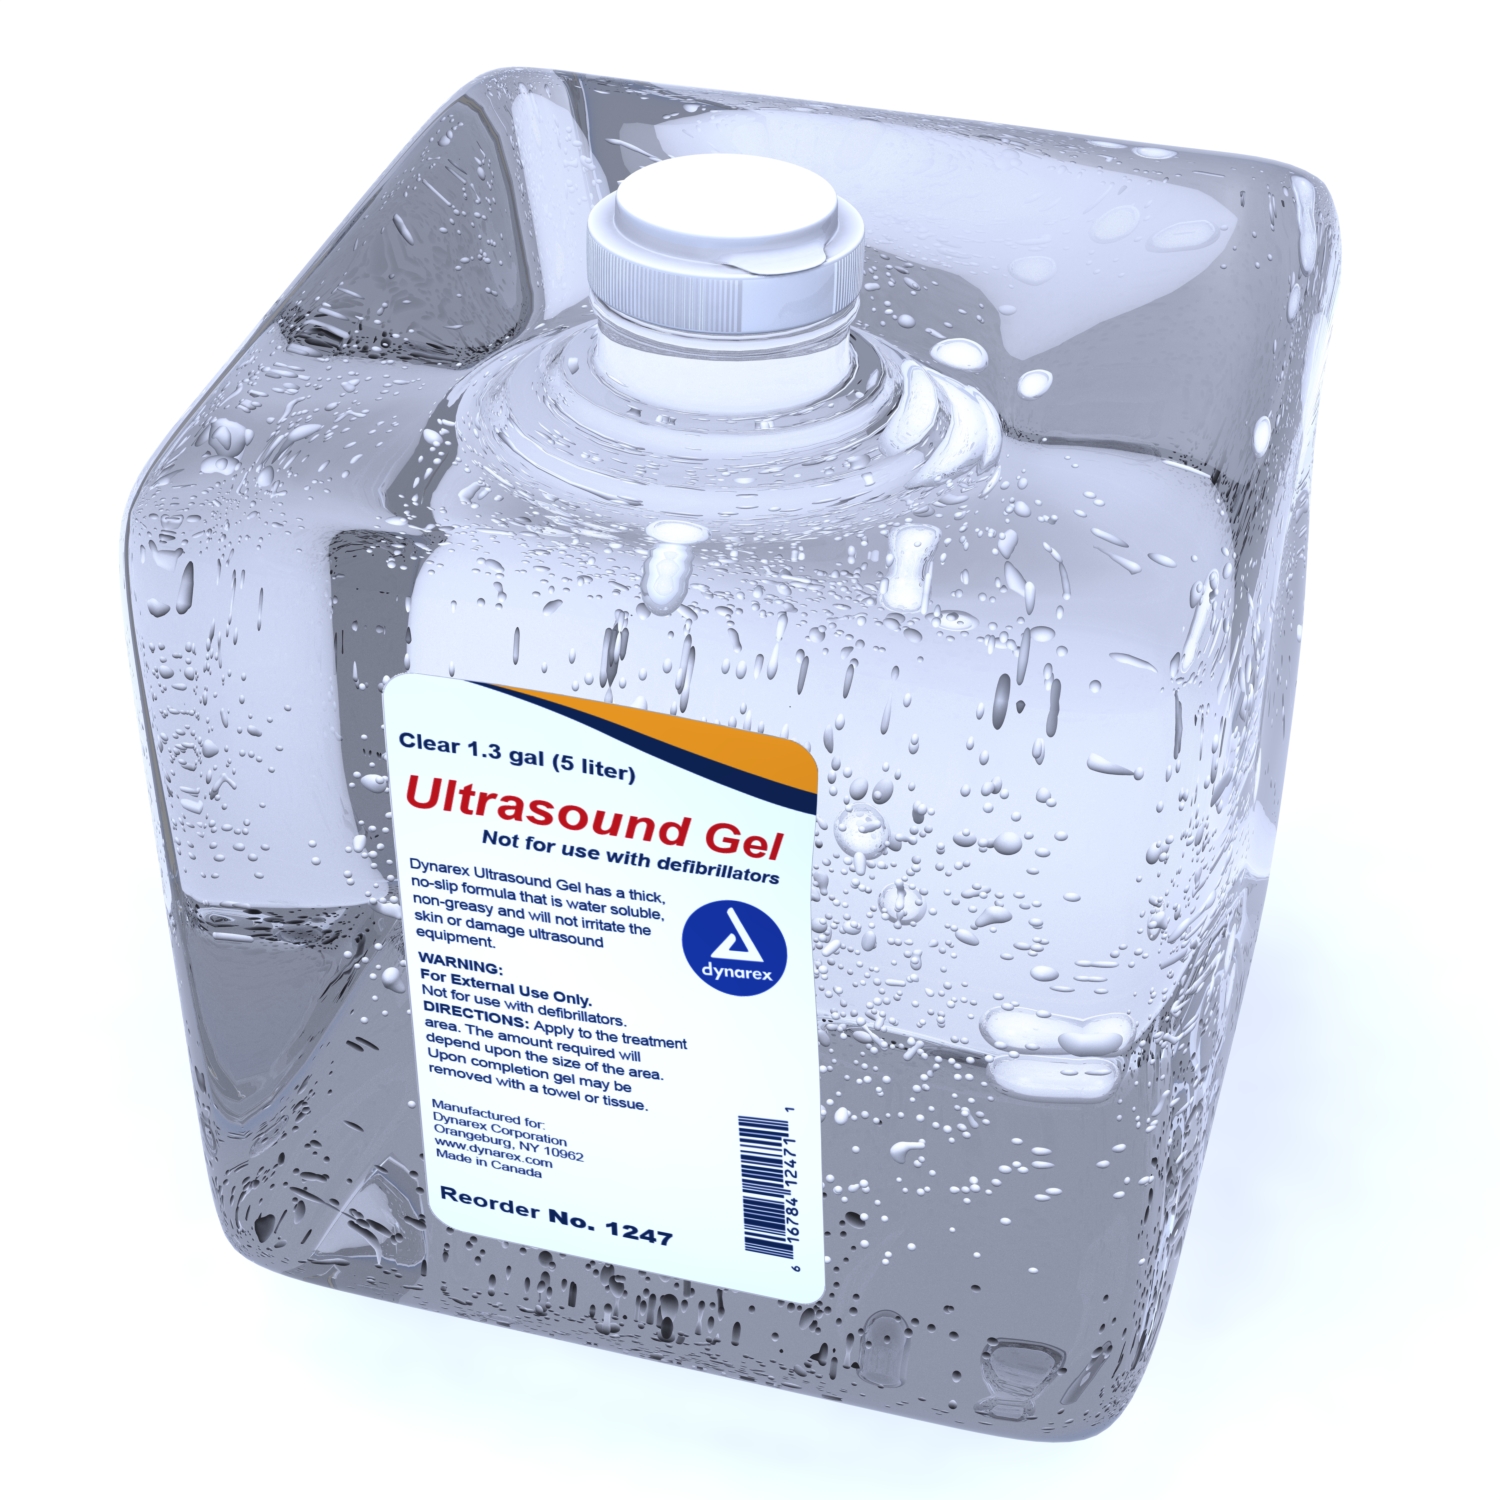 Clear 1.3 gal (5 liter)
Ultrasound Gel
Not for use with defibrillators
Dynarex Ultrasound Gel has a thick,
no-slip formula that is water soluble,
non-greasy and will not irritate the
skin or damage ultrasound
equipment.
dynarex
WARNING:
For External Use Only.
Not for use with defibrillators.
DIRECTIONS: Apply to the treatment
area. The amount required will
depend upon the size of the area.
Upon completion gel may be
removed with a towel or tissue.
Manufactured for:
Dynarex Corporation
Orangeburg, NY 10962
www.dynarex.com
Made in Canada
Reorder No. 1247
6 16784 12471 1